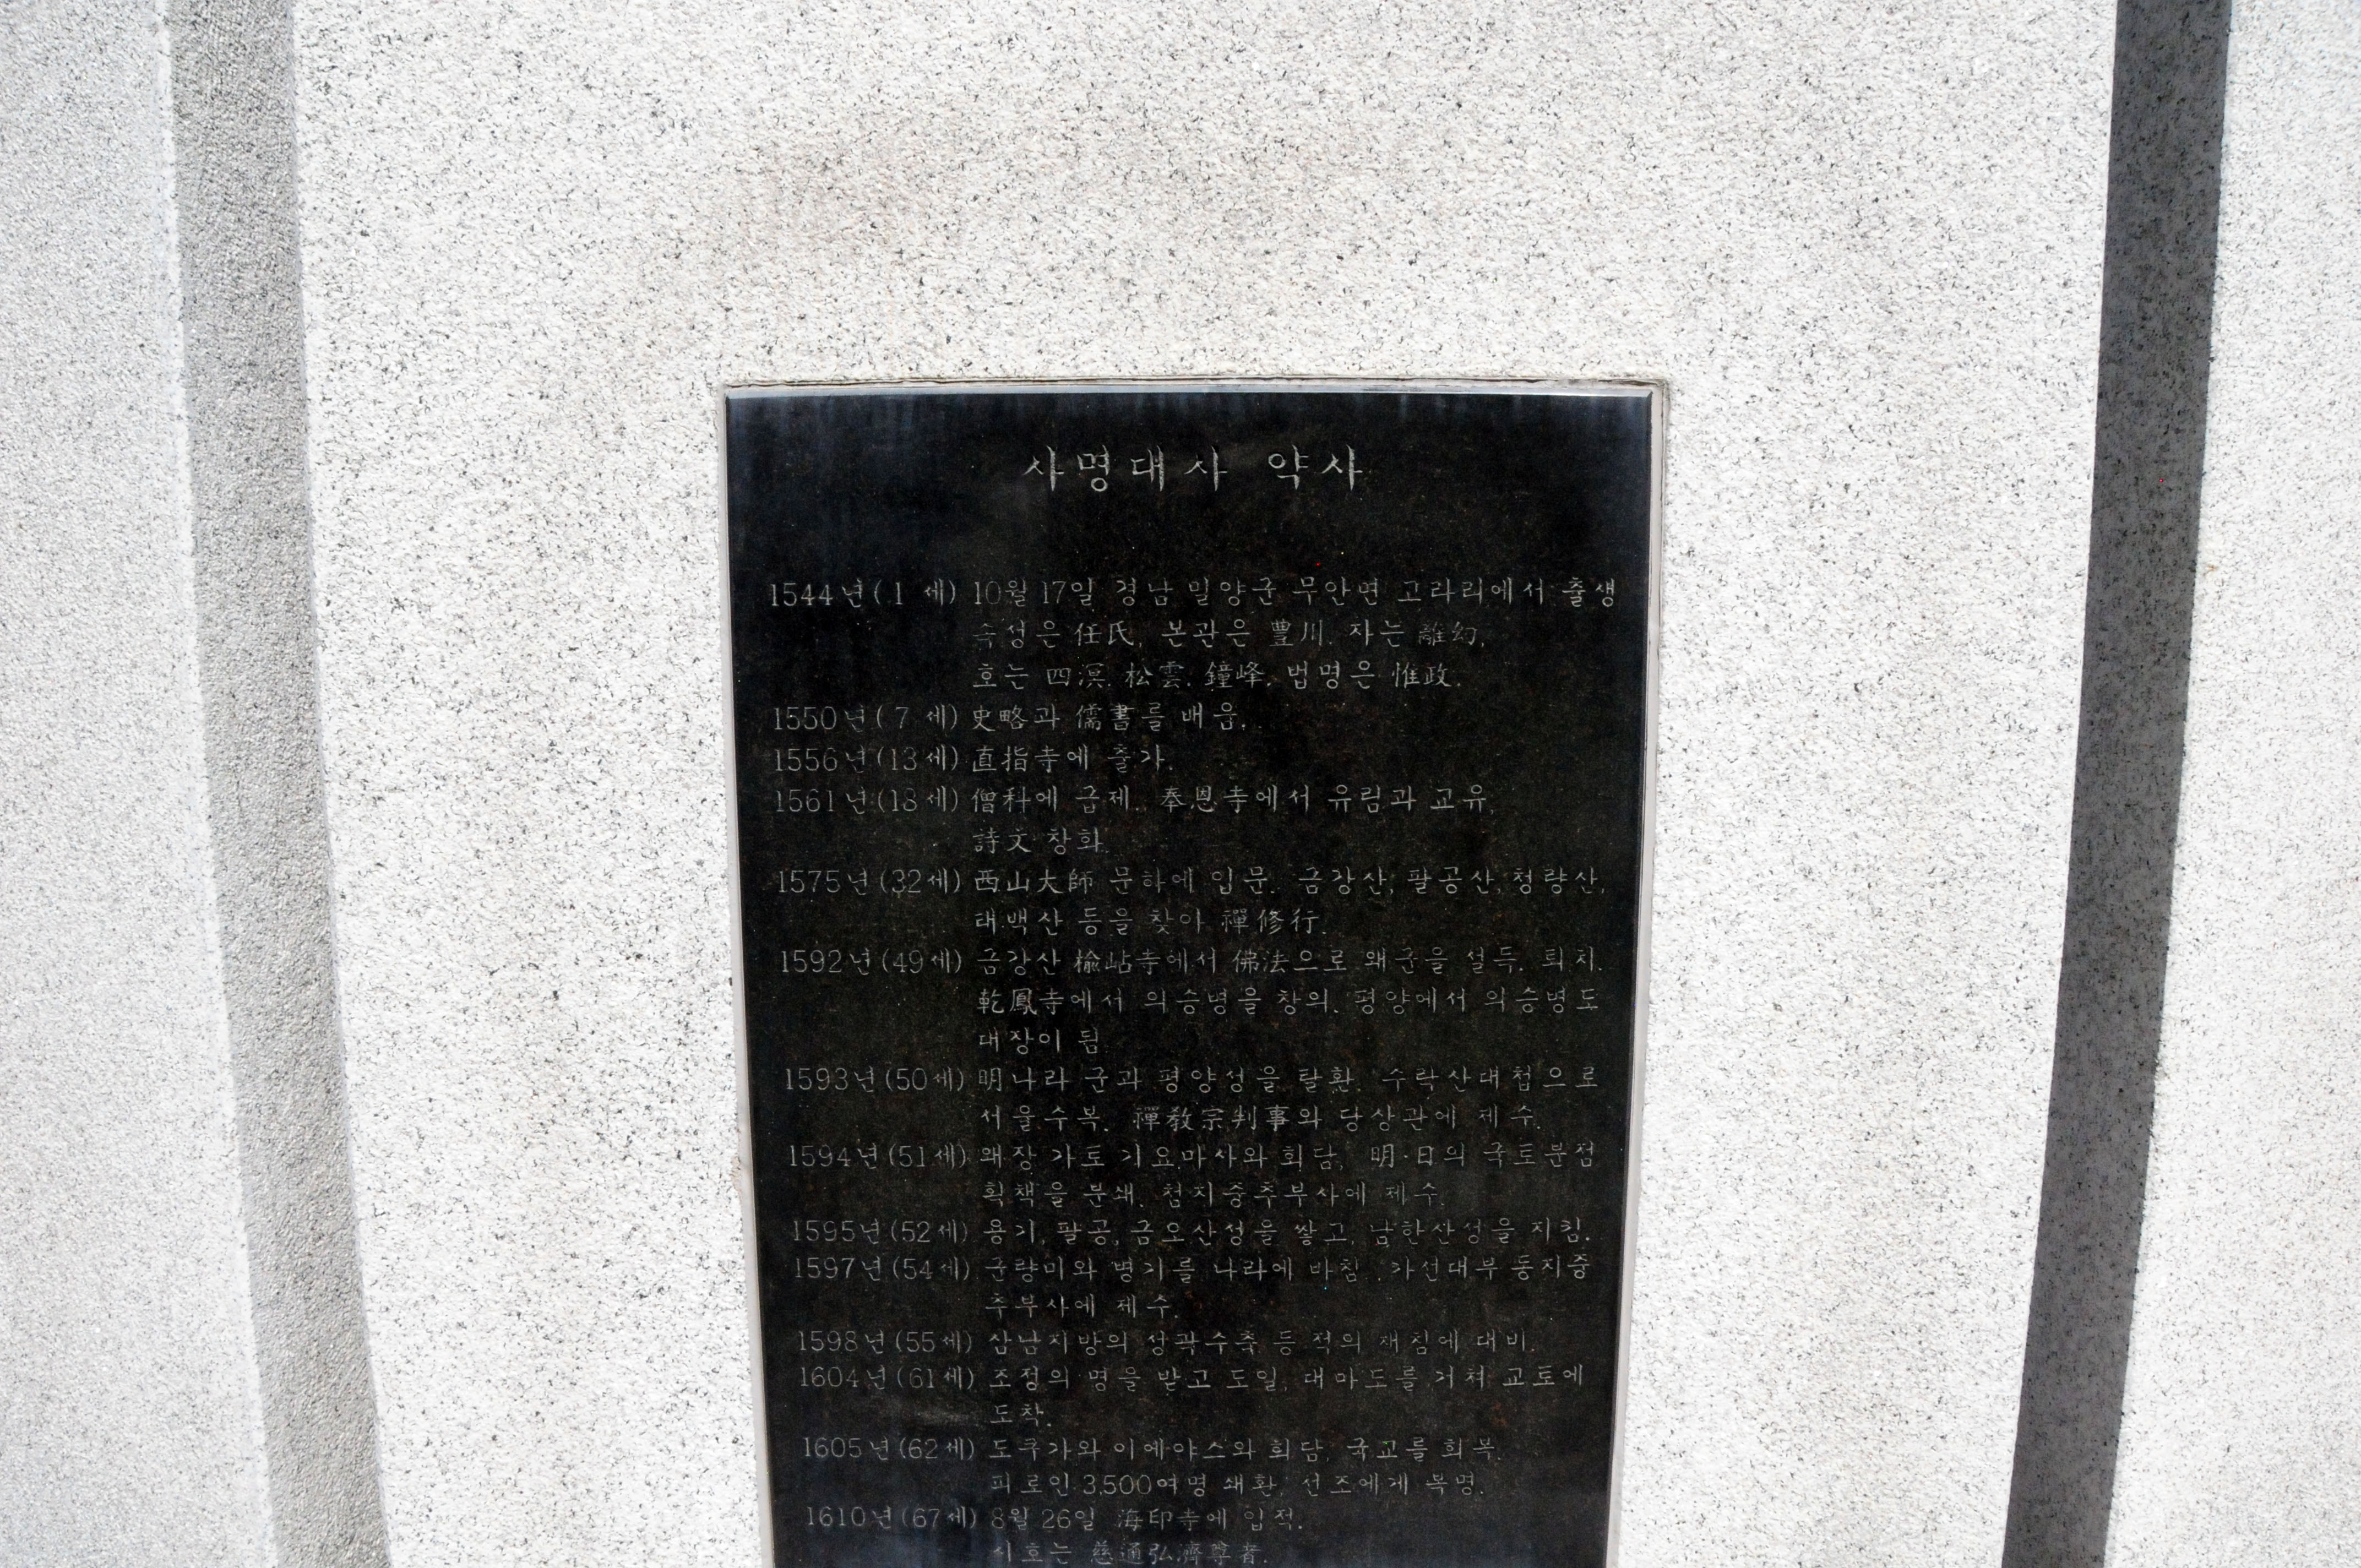 사명대사 약사
1544년(1 세) 10월 17일 경남 밀양군 무안면 고라리에서 출생
속성은 任氏, 본관은 豊川. 자는 離幻,
호는 四溟, 松雲, 鐘峰, 법명은 惟政.
1550년(7 세) 史略과 儒書를 배움.
1556년(13세) 直指寺에 출가.
1561년(18세) 僧科에 급제. 奉恩寺에서 유림과 교유,
詩文 창화.
1575년(32세) 西山大師 문하에 입문. 금강산, 팔공산, 청량산,
태백산 등을 찾아 禪修行.
1592년(49세) 금강산 楡岾寺에서 佛法으로 왜군을 설득. 퇴치.
乾鳳寺에서 의승병을 창의. 평양에서 의승병도
대장이 됨.
1593년(50세) 明나라 군과 평양성을 탈환. 수락산대첩으로
서울수복. 禪敎宗判事와 당상관에 제수.
1594년(51세) 왜장 가토 기요마사와 회담, 明·日의 국토분점
획책을 분쇄. 첨지중추부사에 제수.
1595년(52세) 용기, 팔공, 금오산성을 쌓고, 남한산성을 지킴.
1597년(54세) 군량미와 병기를 나라에 바침. 가선대부동지중
추부사에 제수.
1598년(55세) 삼남지방의 성곽수축 등 적의 재침에 대비.
1604년(61세) 조정의 명을 받고 도일, 대마도를 거쳐 교토에
도착.
1605년(62세) 도쿠가와 이에야스와 회담, 국교를 회복.
피로인 3,500여명 쇄환, 선조에게 복명.
1610년(67세) 8월 26일 海印寺에 입적.
시호는 慈通弘濟尊者.